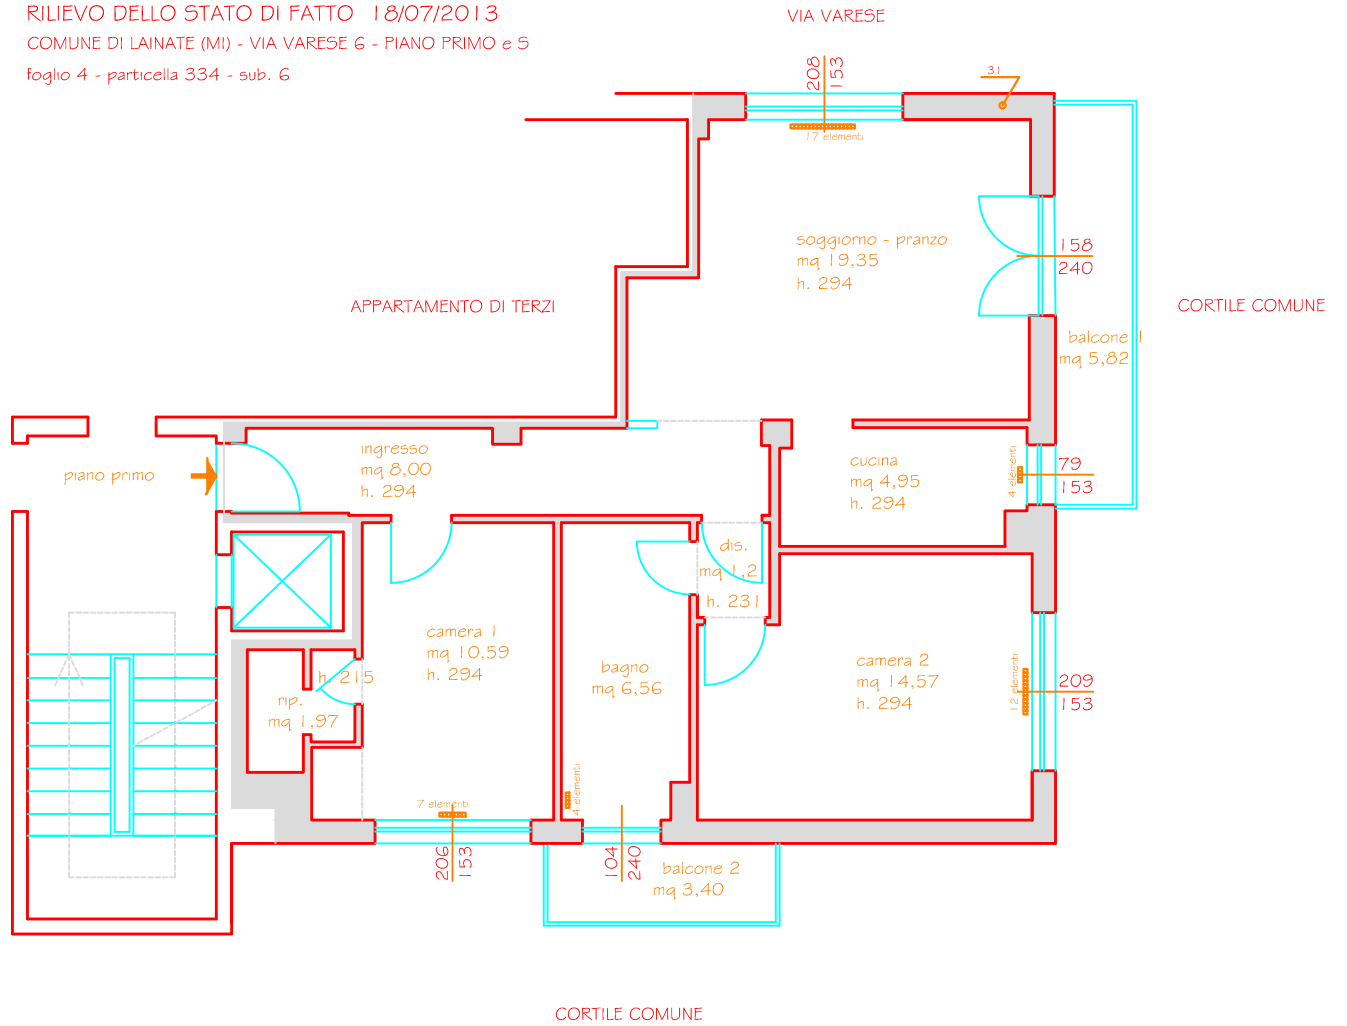 RILIEVO DELLO STATO DI FATTO 18/07/2013
COMUNE DI LAINATE (MI) - VIA VARESE 6 - PIANO PRIMO e S
foglio 4 - particella 334 - sub. 6
VIA VARESE
208
153
31
17 elementi
soggiorno - pranzo
mq 19,35
h. 294
158
240
APPARTAMENTO DI TERZI
CORTILE COMUNE
balcone 1
mq 5,82
ingresso
mq 8,00
h. 294
piano primo
cucina
mq 4,95
h. 294
4 elementi
79
153
dis.
mq 1,2
h. 231
camera 1
mq 10,59
h. 294
h. 215
rip.
mq 1,97
bagno
mq 6,56
camera 2
mq 14,57
h. 294
12 elementi
209
153
7 elementi
4 elementi
206
153
104
240
balcone 2
mq 3,40
CORTILE COMUNE